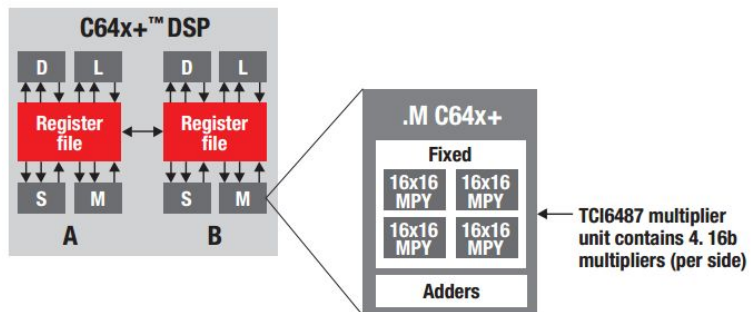 C64x+™ DSP
D L D L
Register
file
Register
file
S M S M
A B
.M C64x+
Fixed
16x16
MPY
16x16
MPY
16x16
MPY
16x16
MPY
Adders
TCI6487 multiplier
unit contains 4. 16b
multipliers (per side)